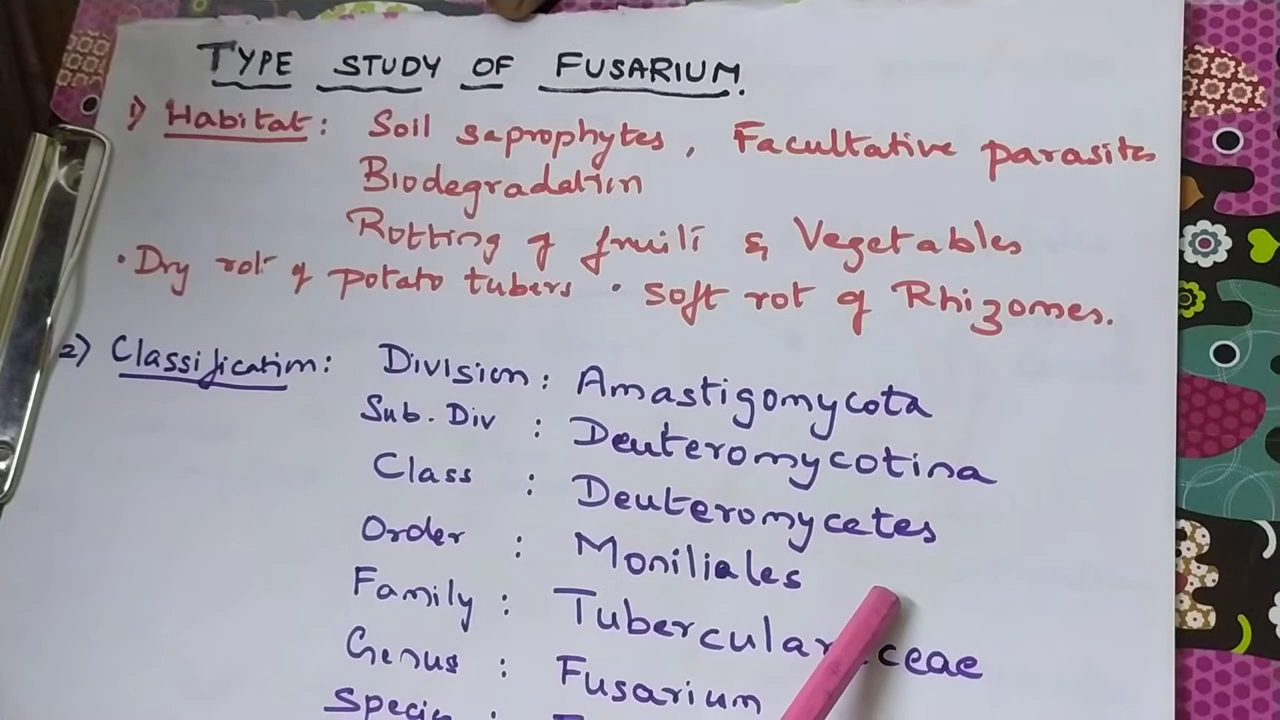 TYPE STUDY OF FUSARIUM.
1) Habitat: Soil saprophytes, Facultative parasites
Biodegradation
Rotting of fruits & Vegetables
• Dry rot of potato tubers • Soft rot of Rhizomes.
2) Classification: Division: Amastigomycota
Sub. Div : Deuteromycotina
Class : Deuteromycetes
Order : Moniliales
Family : Tubercular ceae
Genus : Fusarium